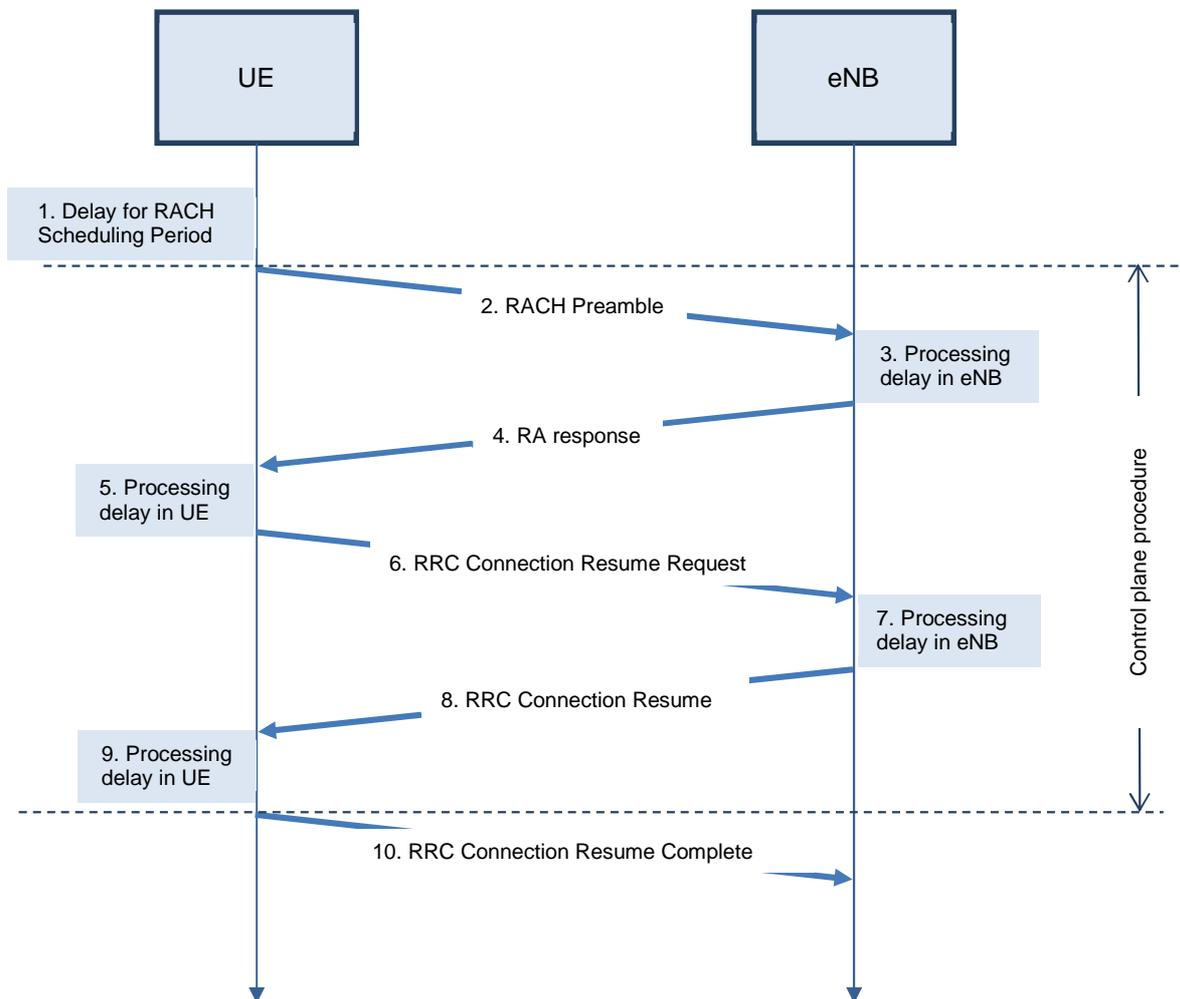 UE
eNB
1. Delay for RACH
Scheduling Period
2. RACH Preamble
3. Processing
delay in eNB
4. RA response
5. Processing
delay in UE
6. RRC Connection Resume Request
7. Processing
delay in eNB
8. RRC Connection Resume
9. Processing
delay in UE
10. RRC Connection Resume Complete
Control plane procedure